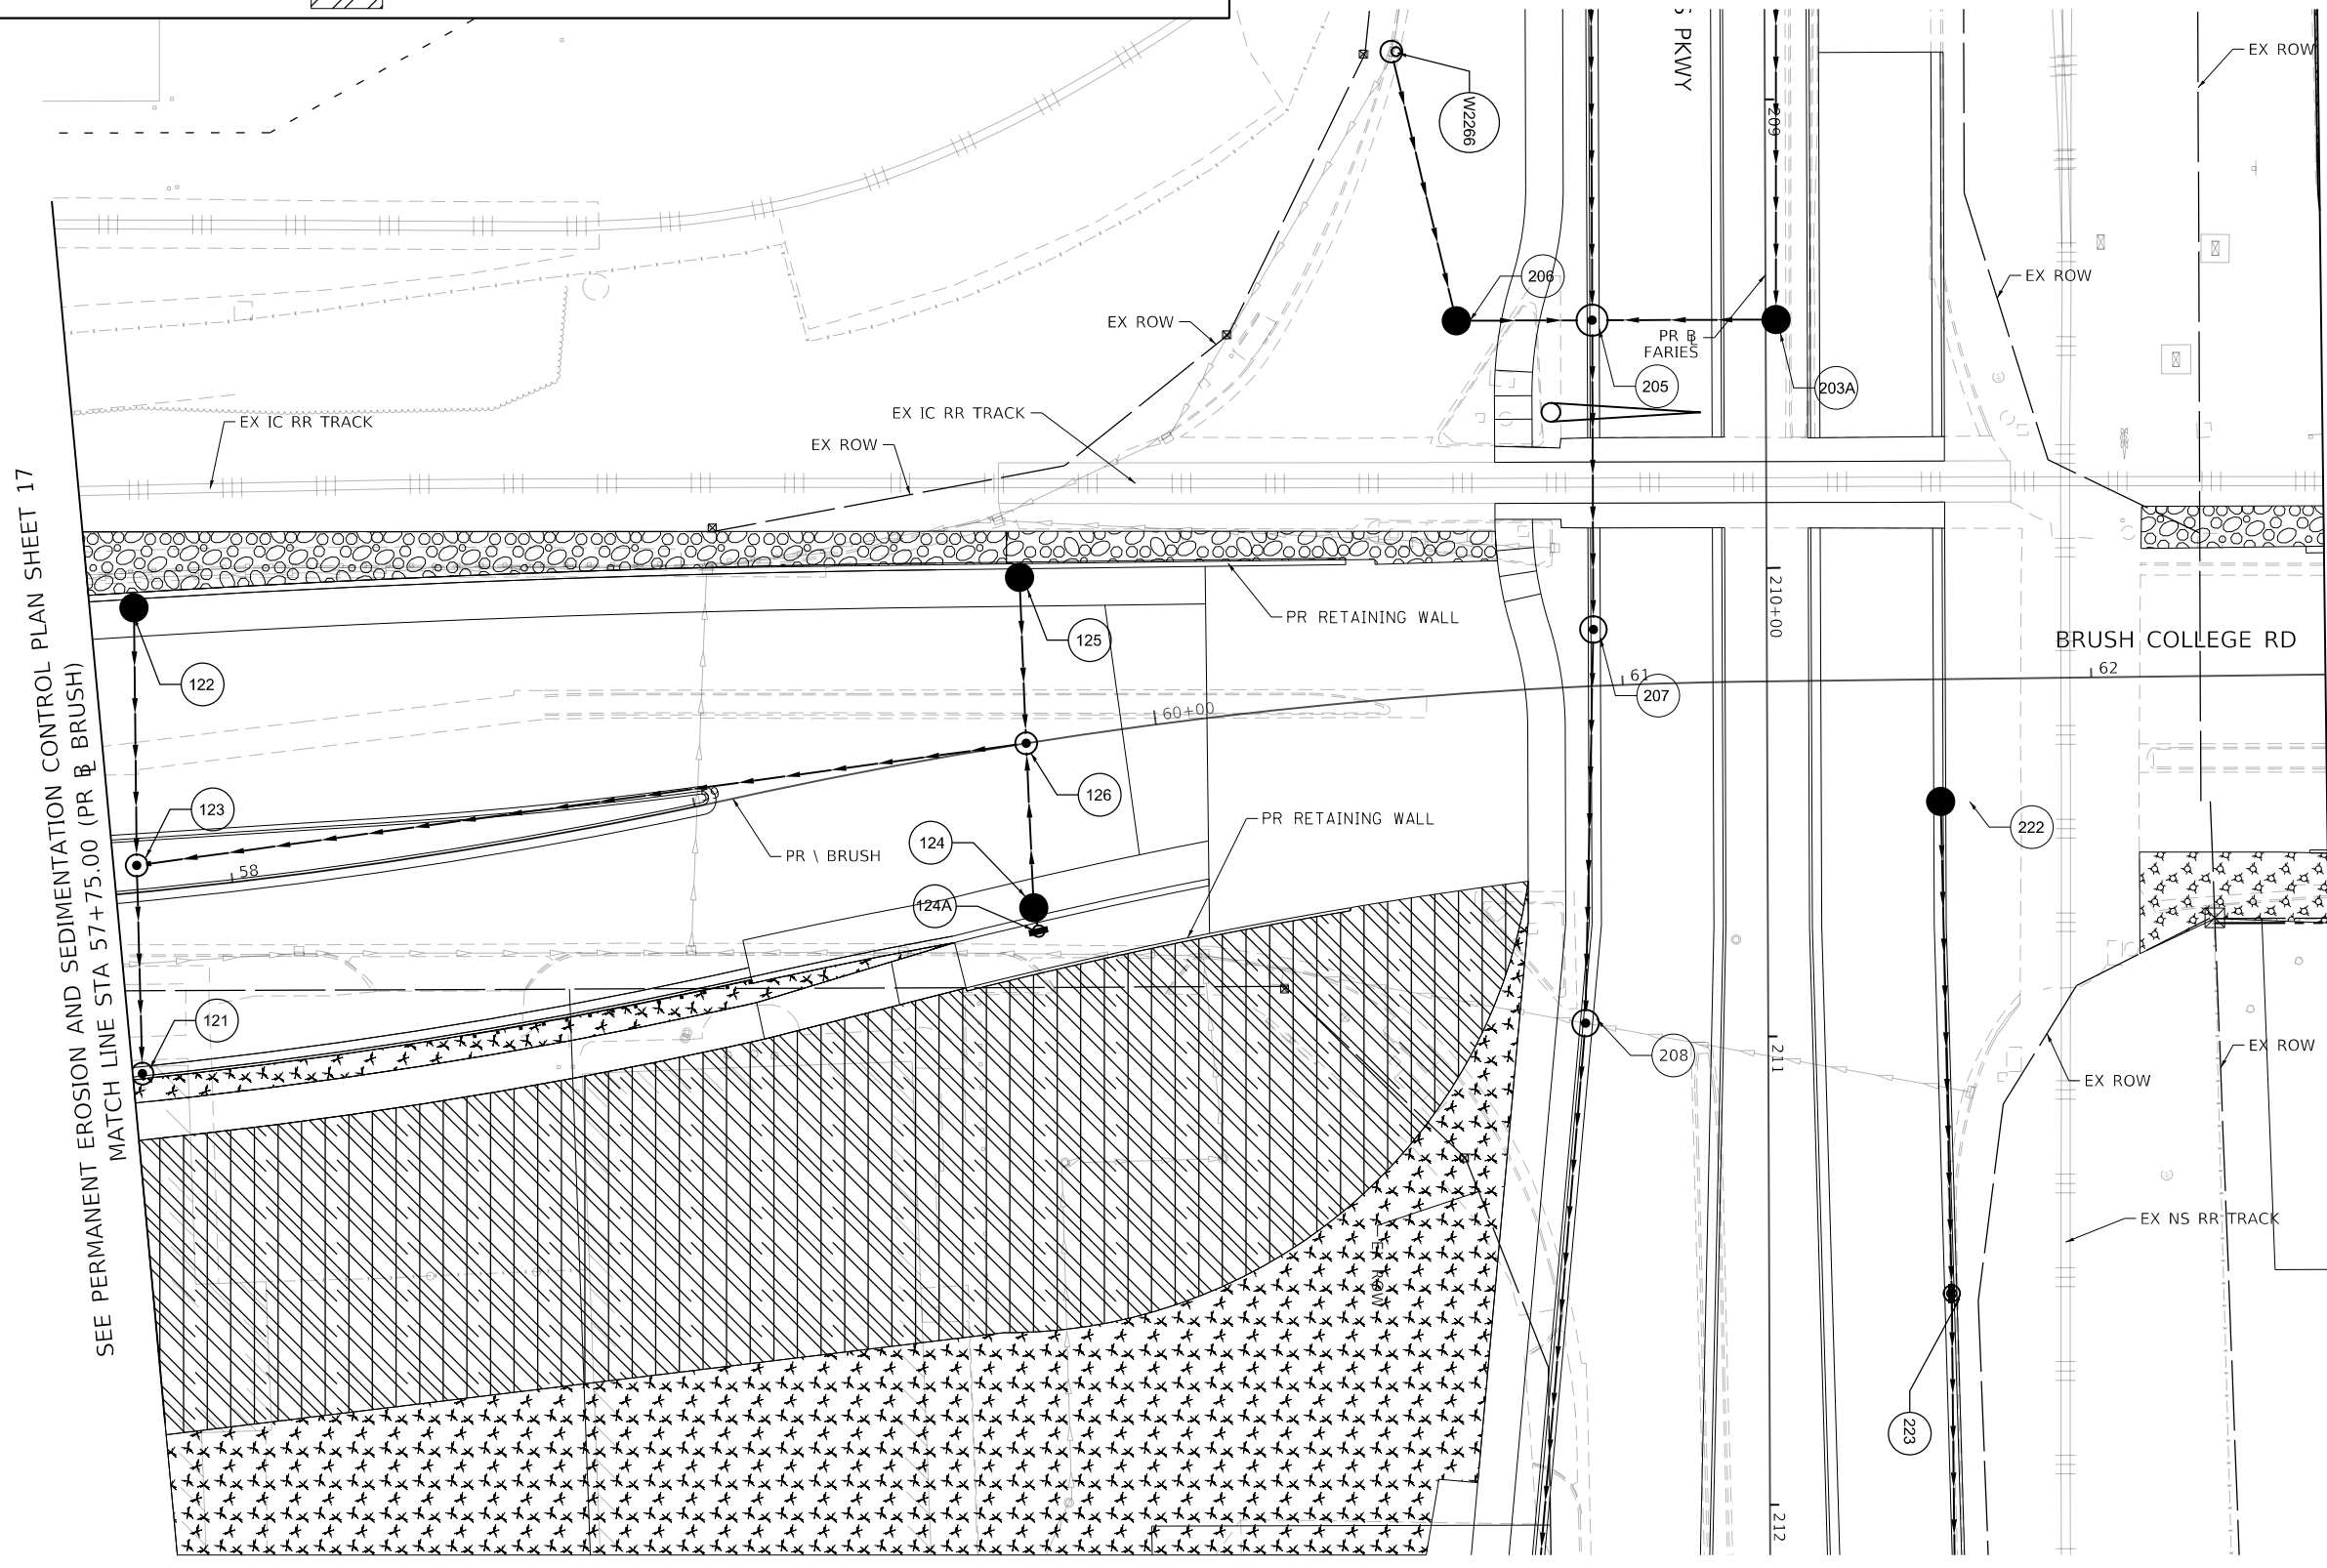 S PKWY
EX ROW
W2266
209
206
EX ROW
EX ROW
PR B
FARIES
205
203A
EX IC RR TRACK
EX IC RR TRACK
EX ROW
SEE PERMANENT EROSION AND SEDIMENTATION CONTROL PLAN SHEET 17
MATCH LINE STA 57+75.00 (PR B BRUSH)
PR RETAINING WALL
210+00
125
BRUSH COLLEGE RD
122
61
62
207
60+00
126
123
PR RETAINING WALL
222
124
PR \ BRUSH
58
124A
121
208
211
EX ROW
EX ROW
EX NS RR TRACK
ROW
223
212